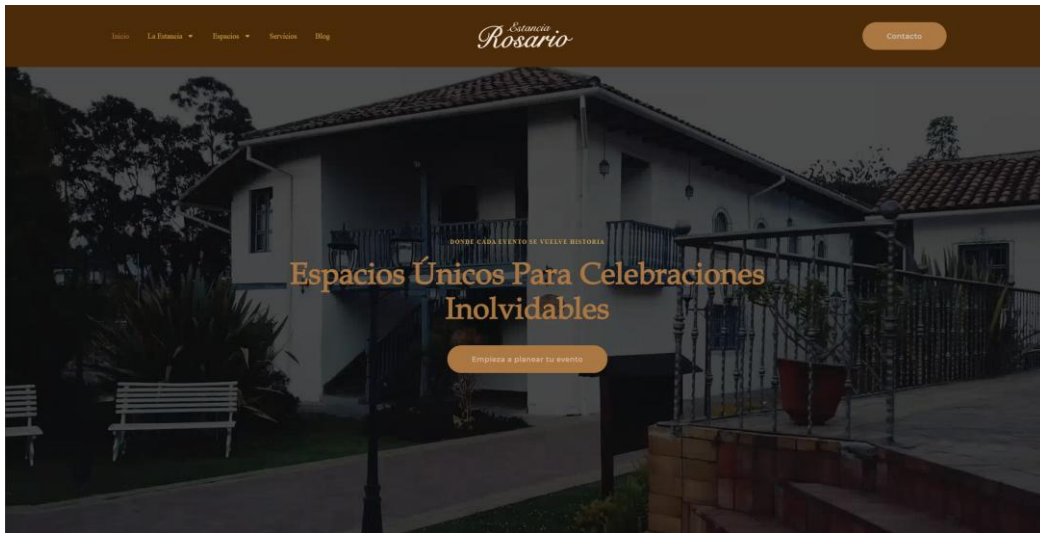 Inicio
La Estancia
Espacios
Servicios
Blog
Estancia
Rosario
Contacto
DONDE CADA EVENTO SE VUELVE HISTORIA
Espacios Únicos Para Celebraciones
Inolvidables
Empieza a planear tu evento